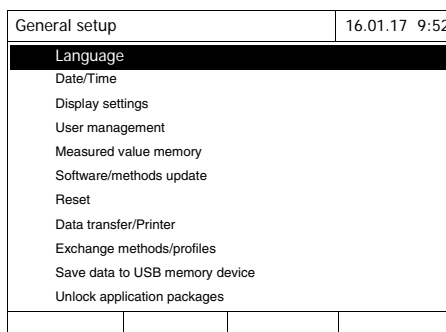 General setup 16.01.17 9:52
Language
Date/Time
Display settings
User management
Measured value memory
Software/methods update
Reset
Data transfer/Printer
Exchange methods/profiles
Save data to USB memory device
Unlock application packages